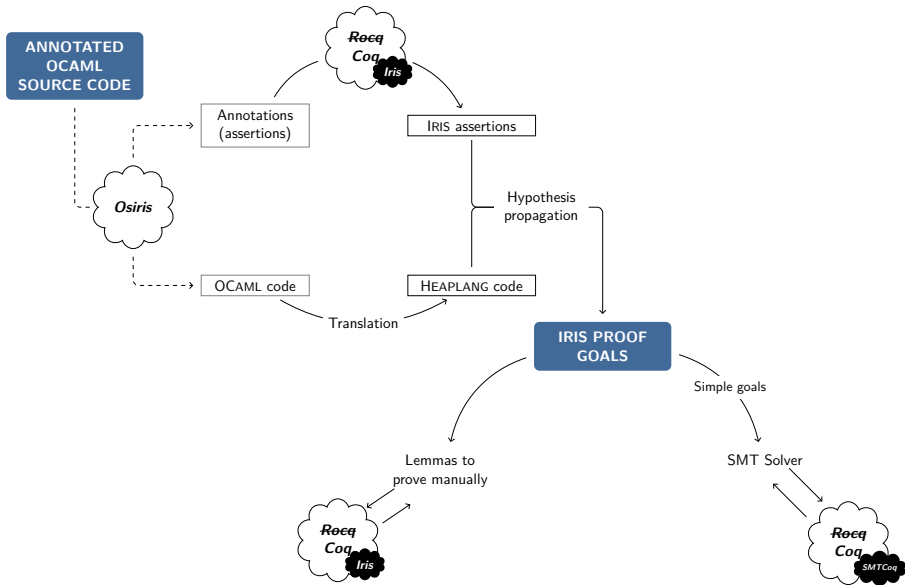 ANNOTATED
OCAML
SOURCE CODE
Rocq
Coq
Iris
Annotations
(assertions)
IRIS assertions
Osiris
Hypothesis
propagation
OCAML code
HEAPLANG code
Translation
IRIS PROOF
GOALS
Simple goals
Lemmas to
prove manually
SMT Solver
Rocq
Coq
Iris
Rocq
Coq
SMTCoq